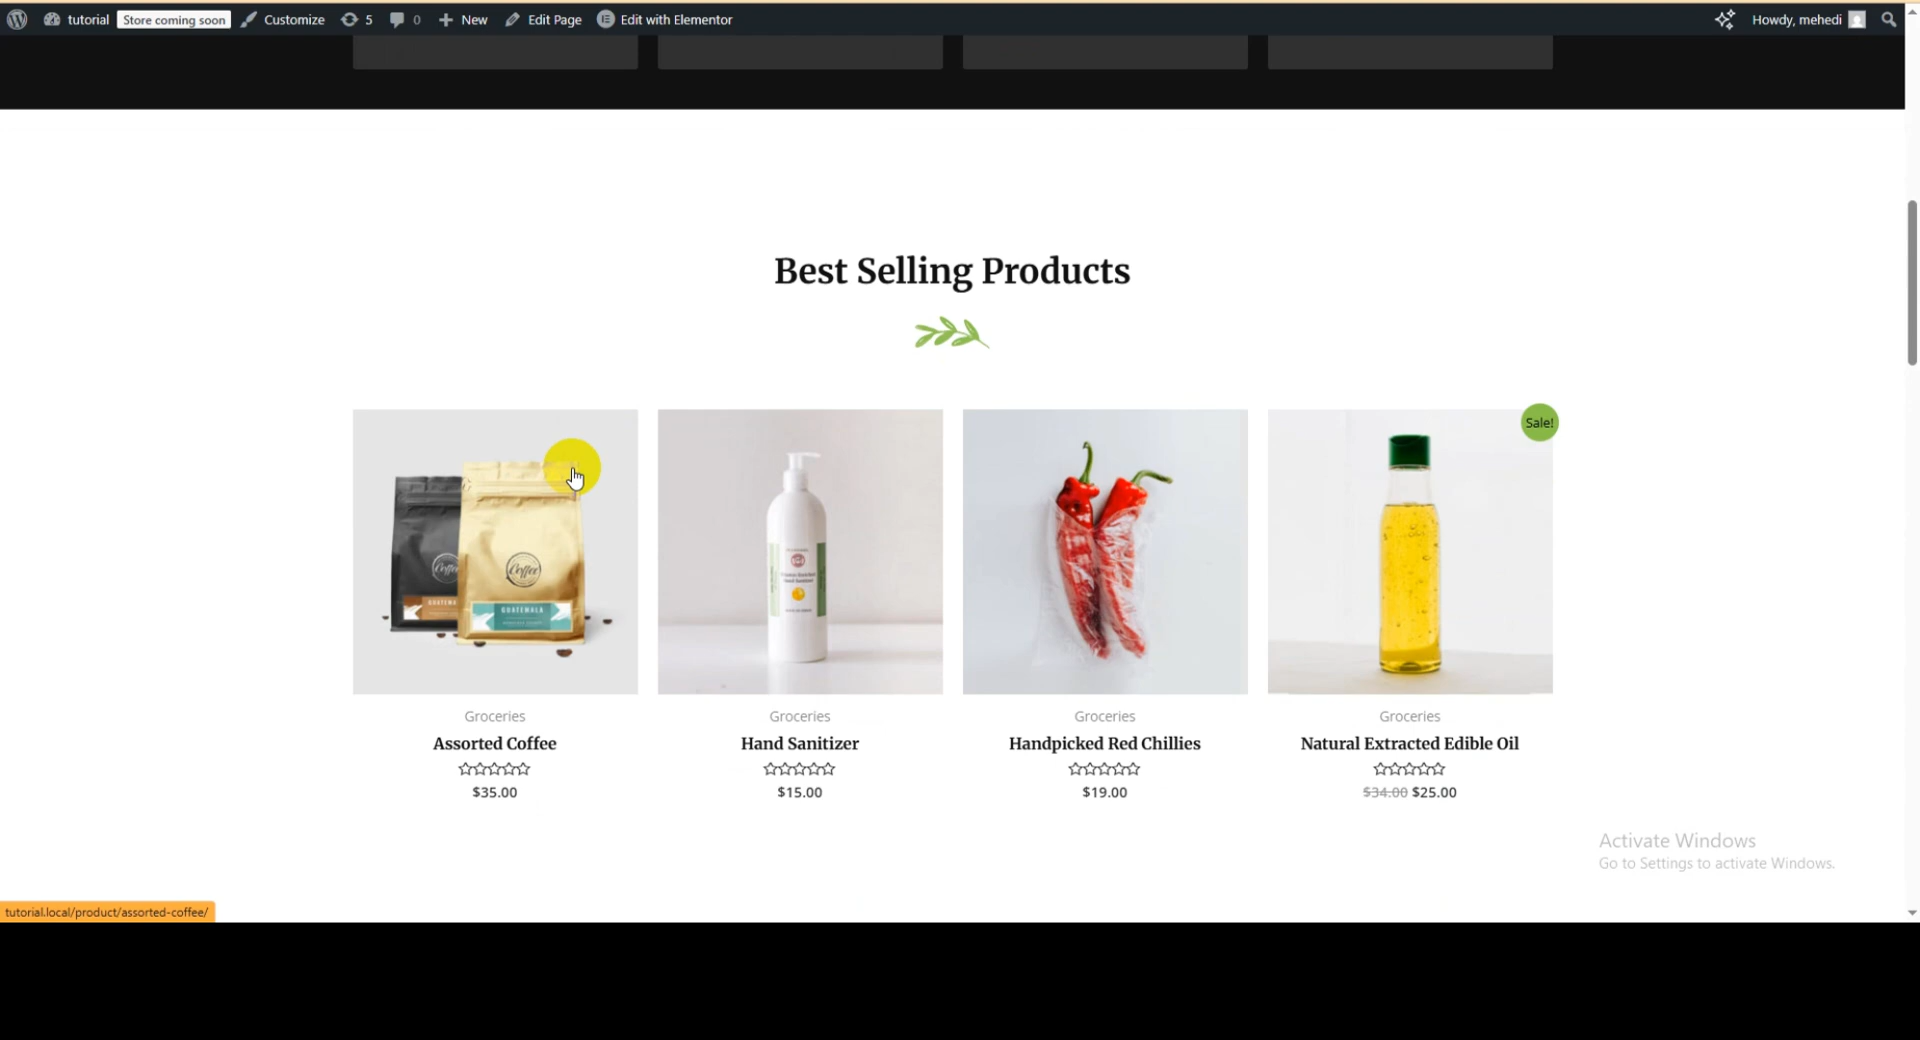 tutorial Store coming soon Customize 5 0 New Edit Page Edit with Elementor Howdy, mehedi
Best Selling Products
Sale!
Coffee
Coffee
GUATEMALA
Groceries Groceries Groceries Groceries
Assorted Coffee Hand Sanitizer Handpicked Red Chillies Natural Extracted Edible Oil
$35.00 $15.00 $19.00 $34.00 $25.00
Activate Windows
Go to Settings to activate Windows.
tutorial.local/product/assorted-coffee/